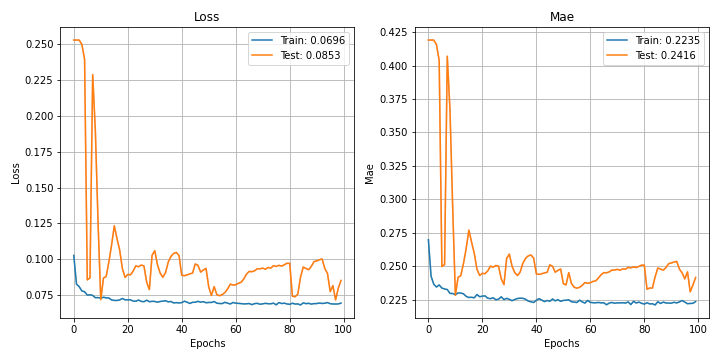 Loss
Train: 0.0696
Test: 0.0853
0.250
0.225
0.200
0.175
0.150
0.125
0.100
0.075
Loss
0
20
40
60
80
100
Epochs
Mae
Train: 0.2235
Test: 0.2416
0.425
0.400
0.375
0.350
0.325
0.300
0.275
0.250
0.225
Mae
0
20
40
60
80
100
Epochs